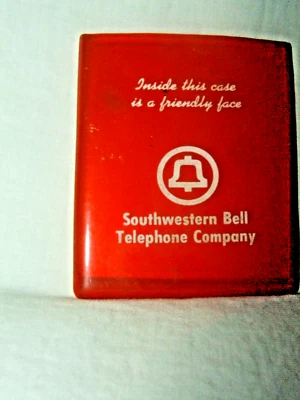 Inside this case
is a friendly face
Southwestern Bell
Telephone Company